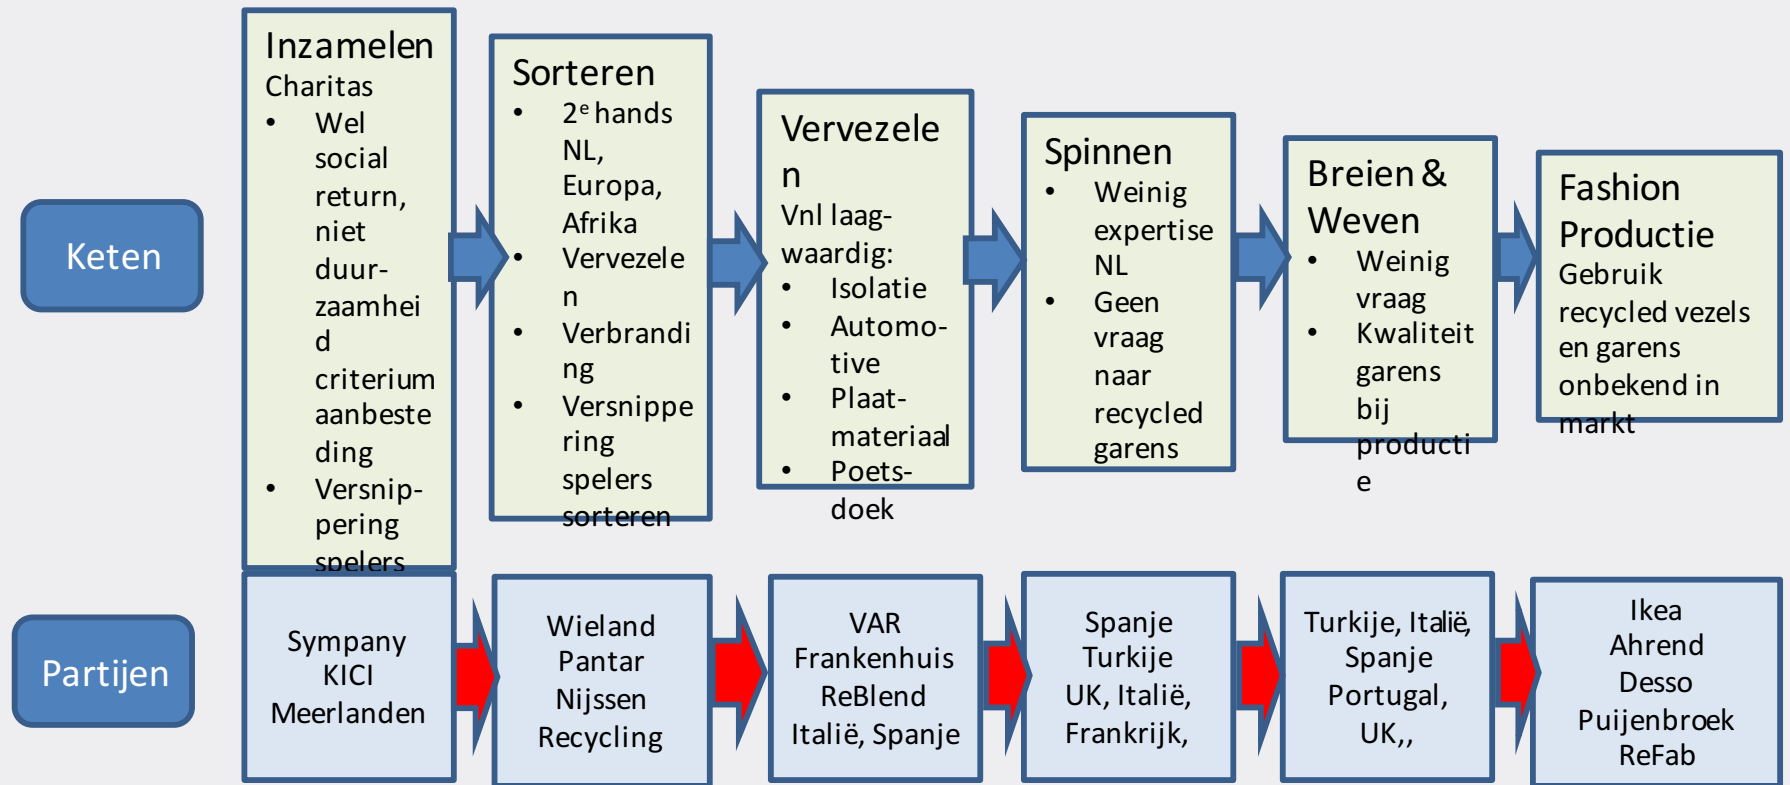 Keten
Inzamelen
Charitas
• Wel
social
return,
niet
duur-
zaamhei
d
criterium
aanbeste
ding
• Versnip-
pering
spelers
Sorteren
• 2e hands
NL,
Europa,
Afrika
• Vervezele
n
• Verbrandi
ng
• Versnippe
ring
spelers
sorteren
Vervezele
n
Vnl laag-
waardig:
• Isolatie
• Automo-
tive
• Plaat-
materiaal
• Poets-
doek
Spinnen
• Weinig
expertise
NL
• Geen
vraag
naar
recycled
garens
Breien &
Weven
• Weinig
vraag
• Kwaliteit
garens
bij
producti
e
Fashion
Productie
Gebruik
recycled vezels
en garens
onbekend in
markt
Partijen
Sympany
KICI
Meerlanden
Wieland
Pantar
Nijssen
Recycling
VAR
Frankenhuis
ReBlend
Italië, Spanje
Spanje
Turkije
UK, Italië,
Frankrijk,
Turkije, Italië,
Spanje
Portugal,
UK,,
Ikea
Ahrend
Desso
Puijenbroek
ReFab